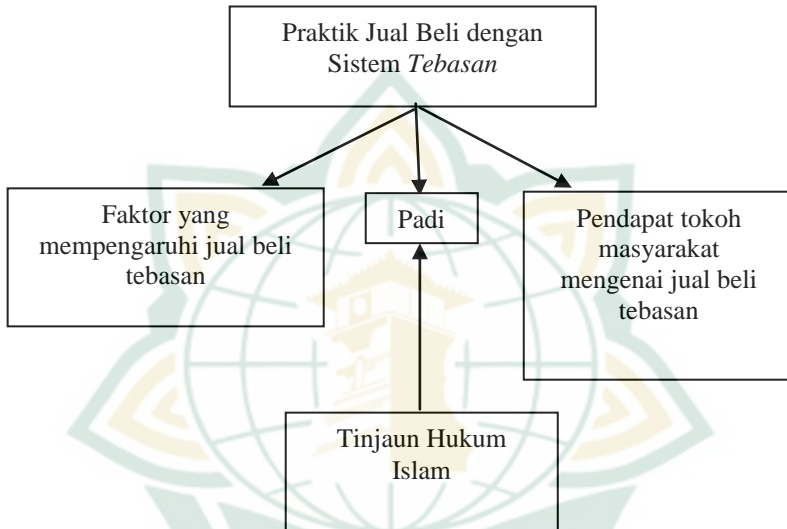 Praktik Jual Beli dengan
Sistem Tebasan
Faktor yang
mempengaruhi jual beli
tebasan
Padi
Pendapat tokoh
masyarakat
mengenai jual beli
tebasan
Tinjaun Hukum
Islam